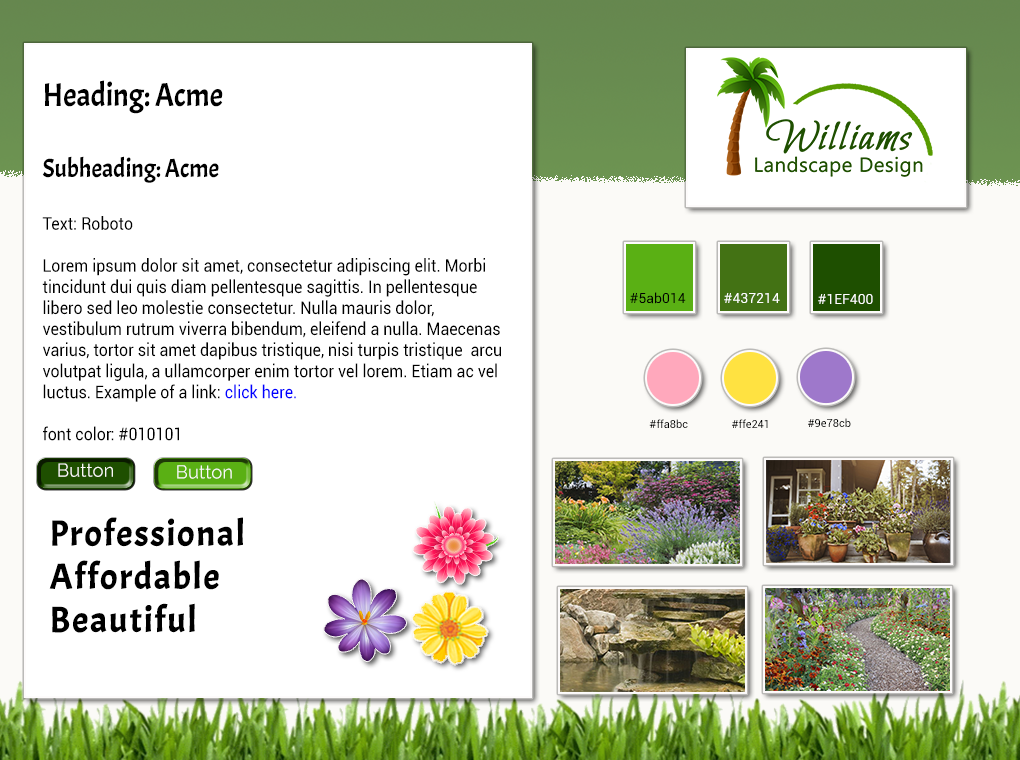 Heading: Acme
Subheading: Acme
Text: Roboto
Lorem ipsum dolor sit amet, consectetur adipiscing elit. Morbi
tincidunt dui quis diam pellentesque sagittis. In pellentesque
libero sed leo molestie consectetur. Nulla mauris dolor,
vestibulum rutrum viverra bibendum, eleifend a nulla. Maecenas
varius, tortor sit amet dapibus tristique, nisi turpis tristique arcu
volutpat ligula, a ullamcorper enim tortor vel lorem. Etiam ac vel
luctus. Example of a link: click here.
font color: #010101
Button
Button
Professional
Affordable
Beautiful
Williams
Landscape Design
#5ab014
#437214
#1EF400
#ffa8bc
#ffe241
#9e78cb